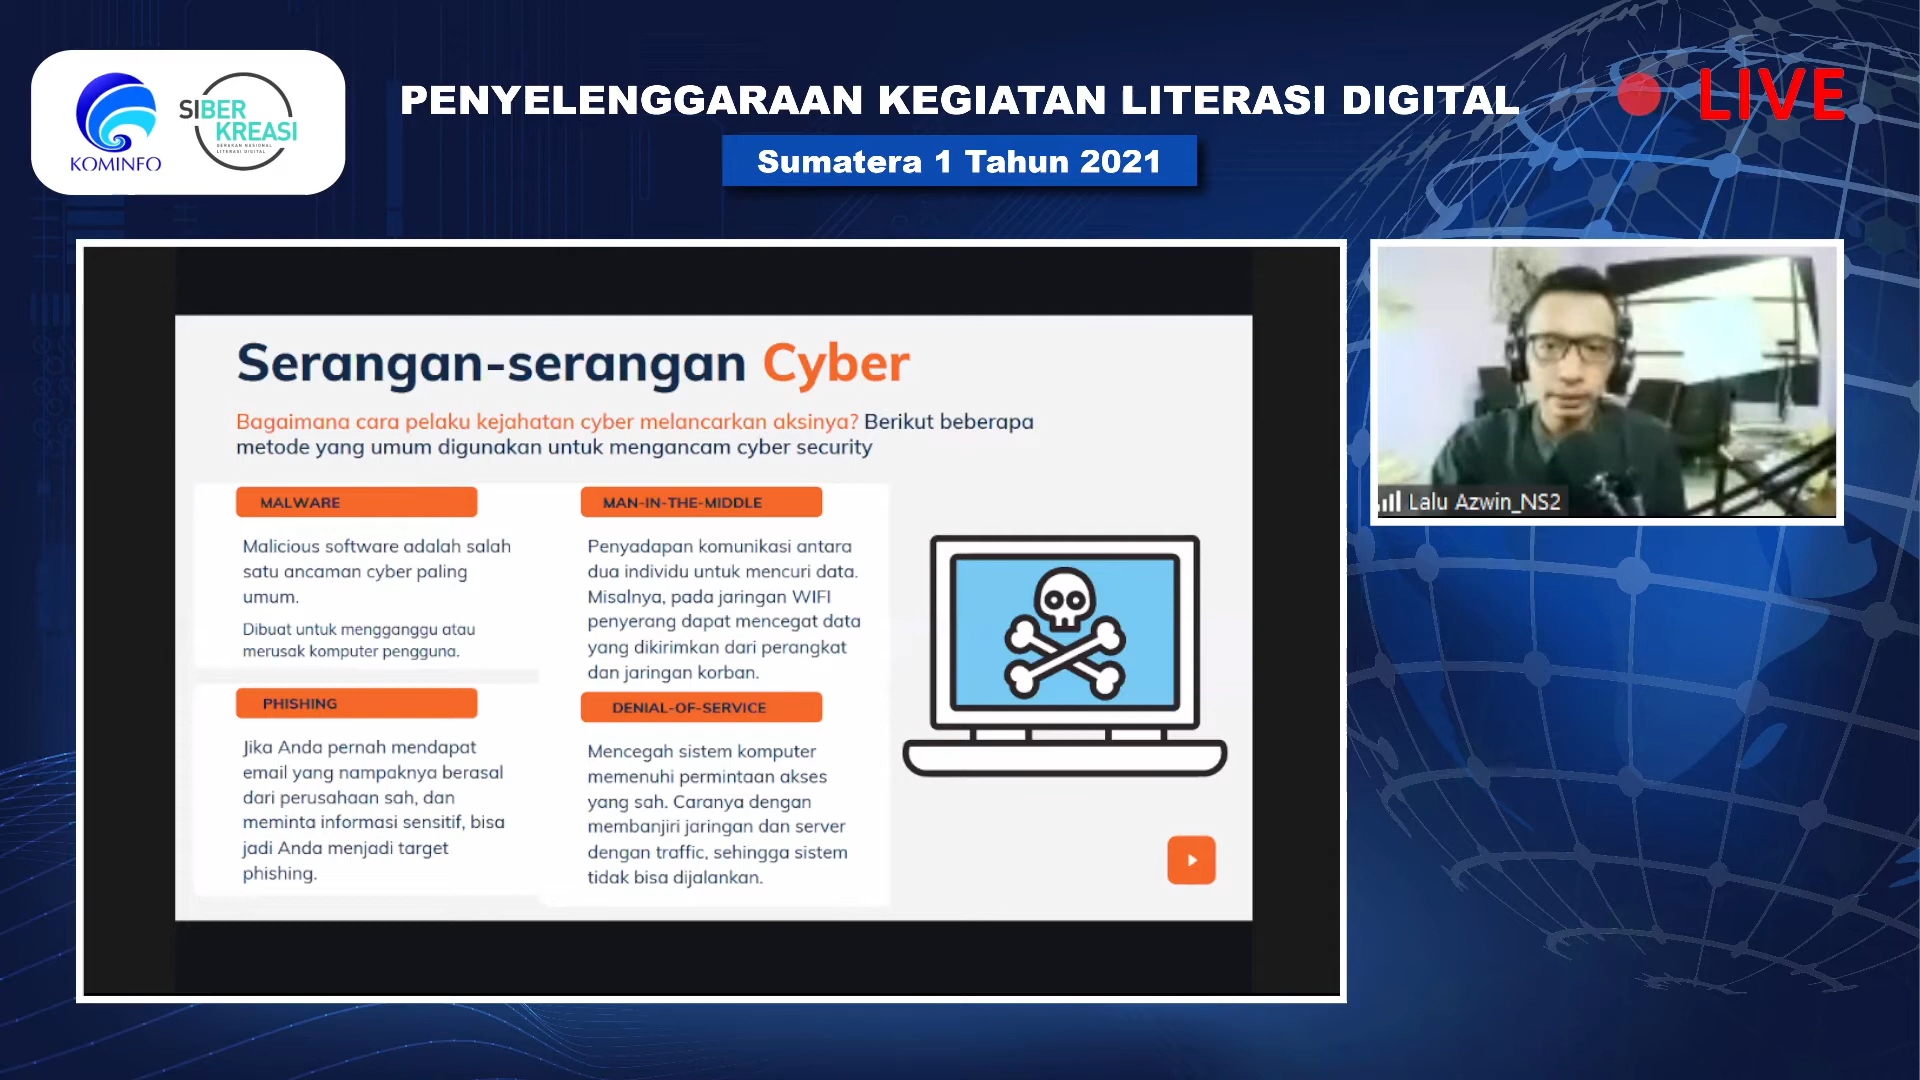 KOMINFO
SIBER
KREASI
GERAKAN NASIONAL
LITERASI DIGITAL
PENYELENGGARAAN KEGIATAN LITERASI DIGITAL
Sumatera 1 Tahun 2021
LIVE
Serangan-serangan Cyber
Bagaimana cara pelaku kejahatan cyber melancarkan aksinya? Berikut beberapa
metode yang umum digunakan untuk mengancam cyber security
MALWARE
Malicious software adalah salah
satu ancaman cyber paling
umum.
Dibuat untuk mengganggu atau
merusak komputer pengguna.
PHISHING
Jika Anda pernah mendapat
email yang nampaknya berasal
dari perusahaan sah, dan
meminta informasi sensitif, bisa
jadi Anda menjadi target
phishing.
MAN-IN-THE-MIDDLE
Penyadapan komunikasi antara
dua individu untuk mencuri data.
Misalnya, pada jaringan WIFI
penyerang dapat mencegat data
yang dikirimkan dari perangkat
dan jaringan korban.
DENIAL-OF-SERVICE
Mencegah sistem komputer
memenuhi permintaan akses
yang sah. Caranya dengan
membanjiri jaringan dan server
dengan traffic, sehingga sistem
tidak bisa dijalankan.
Lalu Azwin_NS2